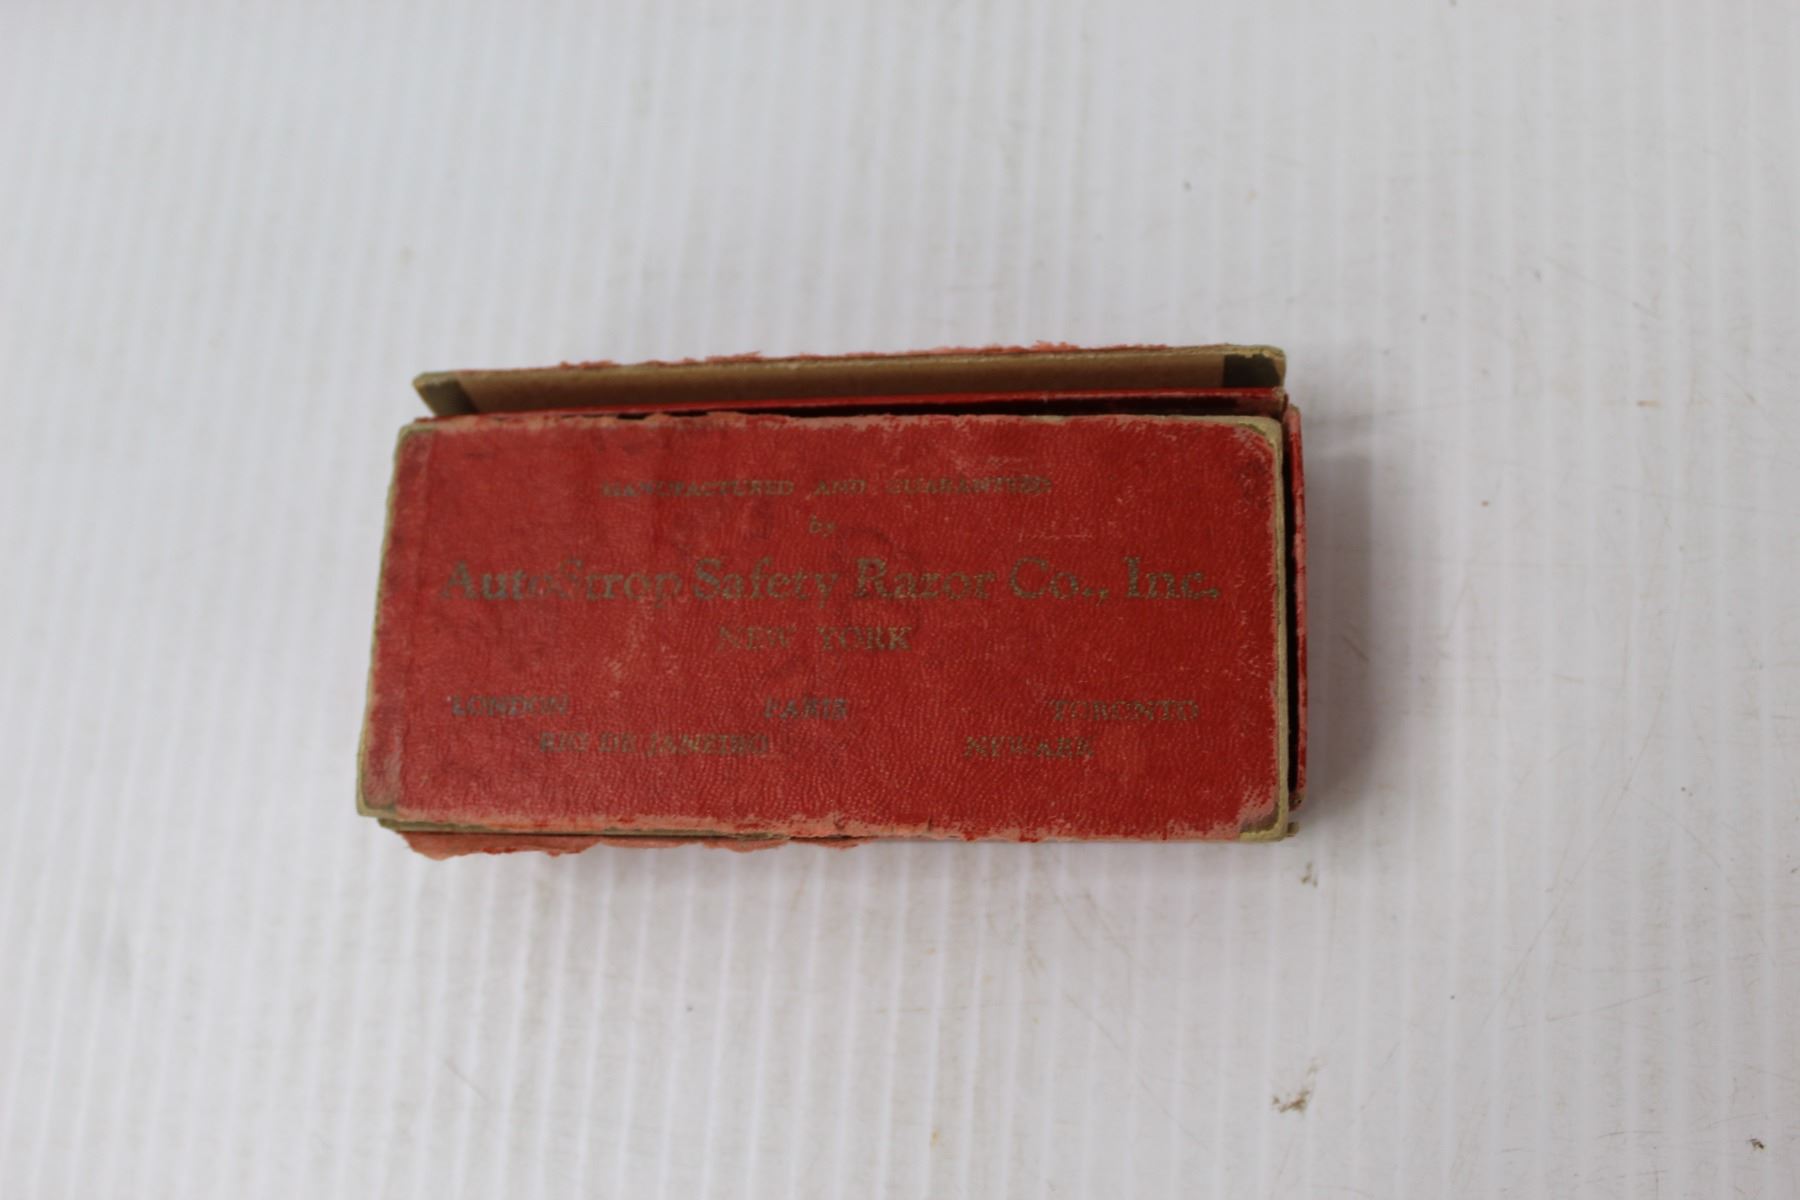 MANUFACTURED AND GUARANTEED
by
AutoStrop Safety Razor Co., Inc.
NEW YORK
LONDON PARIS TORONTO
RIO DE JANEIRO NEWARK